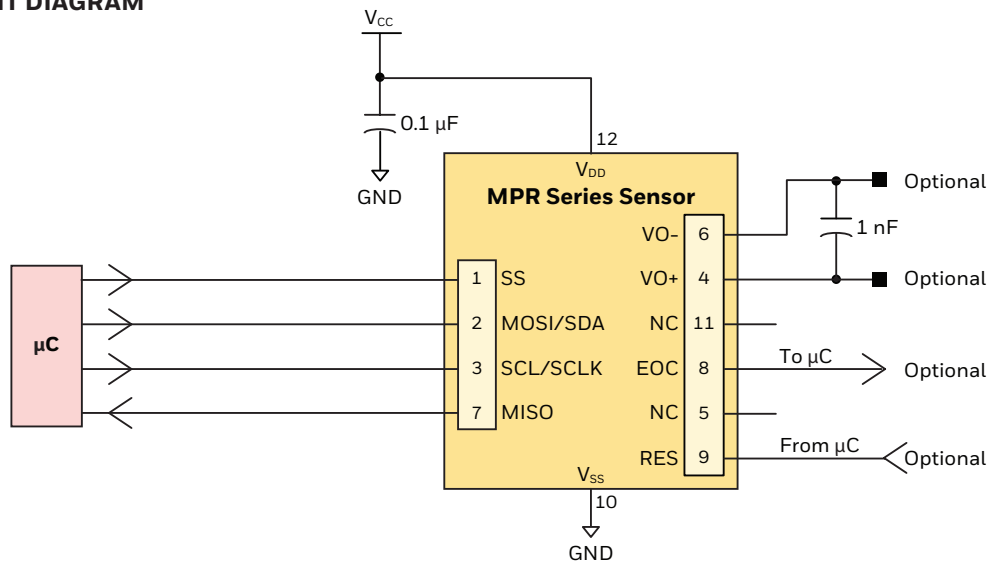 IT DIAGRAM
VCC
0.1 µF
GND
12
VDD
MPR Series Sensor
VO-
6
Optional
1 nF
VO+
4
Optional
NC
11
EOC
8
To µC
Optional
NC
5
RES
9
From µC
Optional
µC
1
SS
2
MOSI/SDA
3
SCL/SCLK
7
MISO
VSS
10
GND